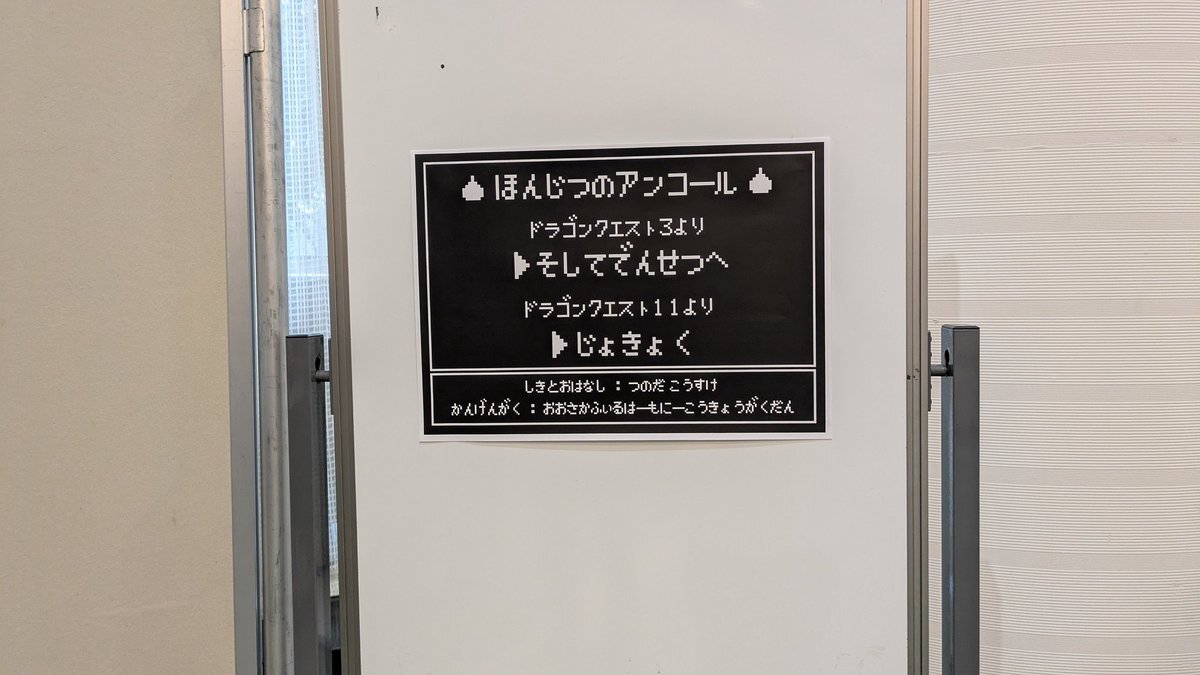 ほんじつのアンコール
ドラゴンクエスト3より
▶そしてでんせつへ
ドラゴンクエスト11より
▶じょきょく
しきとおはなし：つのだ こうすけ
かんげんがく：おおさかふぃるはーもにーこうきょうがくだん